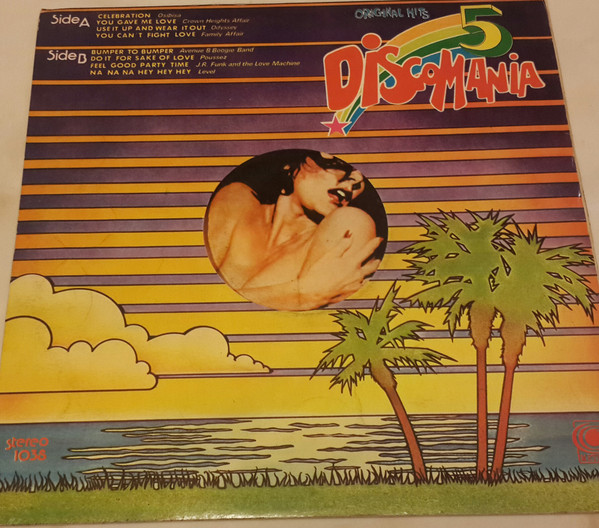 Side A
CELEBRATION
YOU GAVE ME LOVE Crown Heights Affair
USE IT UP AND WEAR IT OUT Odyssey
YOU CAN T FIGHT LOVE Family Affair
Side B
BUMPER TO BUMPER Avenue B Boogie Band
DO IT FOR SAKE OF LOVE Poussez
FEEL GOOD PARTY TIME J.R. Funk and the Love Machine
NA NA NA HEY HEY HEY Level
ORIGINAL HITS
5
DISCOMANIA
stereo
1038